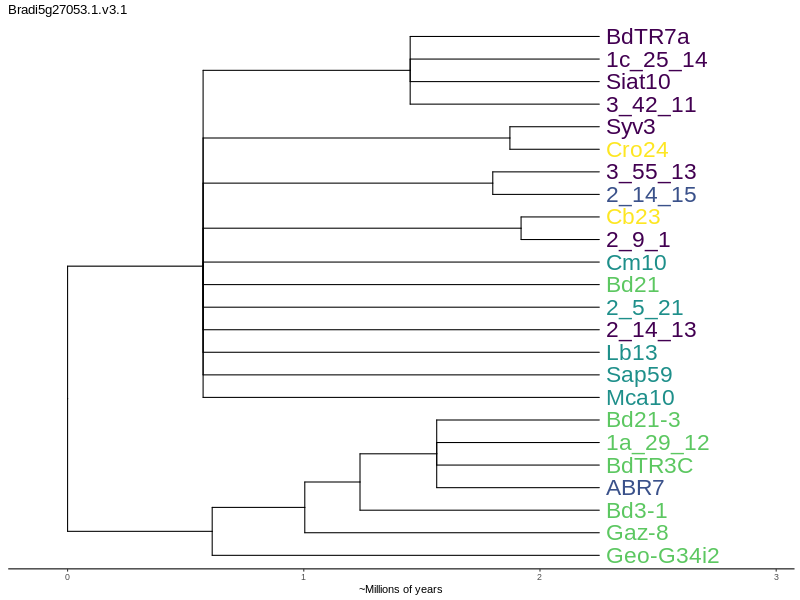 Bradi5g27053.1.v3.1
BdTR7a
1c_25_14
Siat10
3_42_11
Syv3
Cro24
3_55_13
2_14_15
Cb23
2_9_1
Cm10
Bd21
2_5_21
2_14_13
Lb13
Sap59
Mca10
Bd21-3
1a_29_12
BdTR3C
ABR7
Bd3-1
Gaz-8
Geo-G34i2
0 1 2 3
~Millions of years